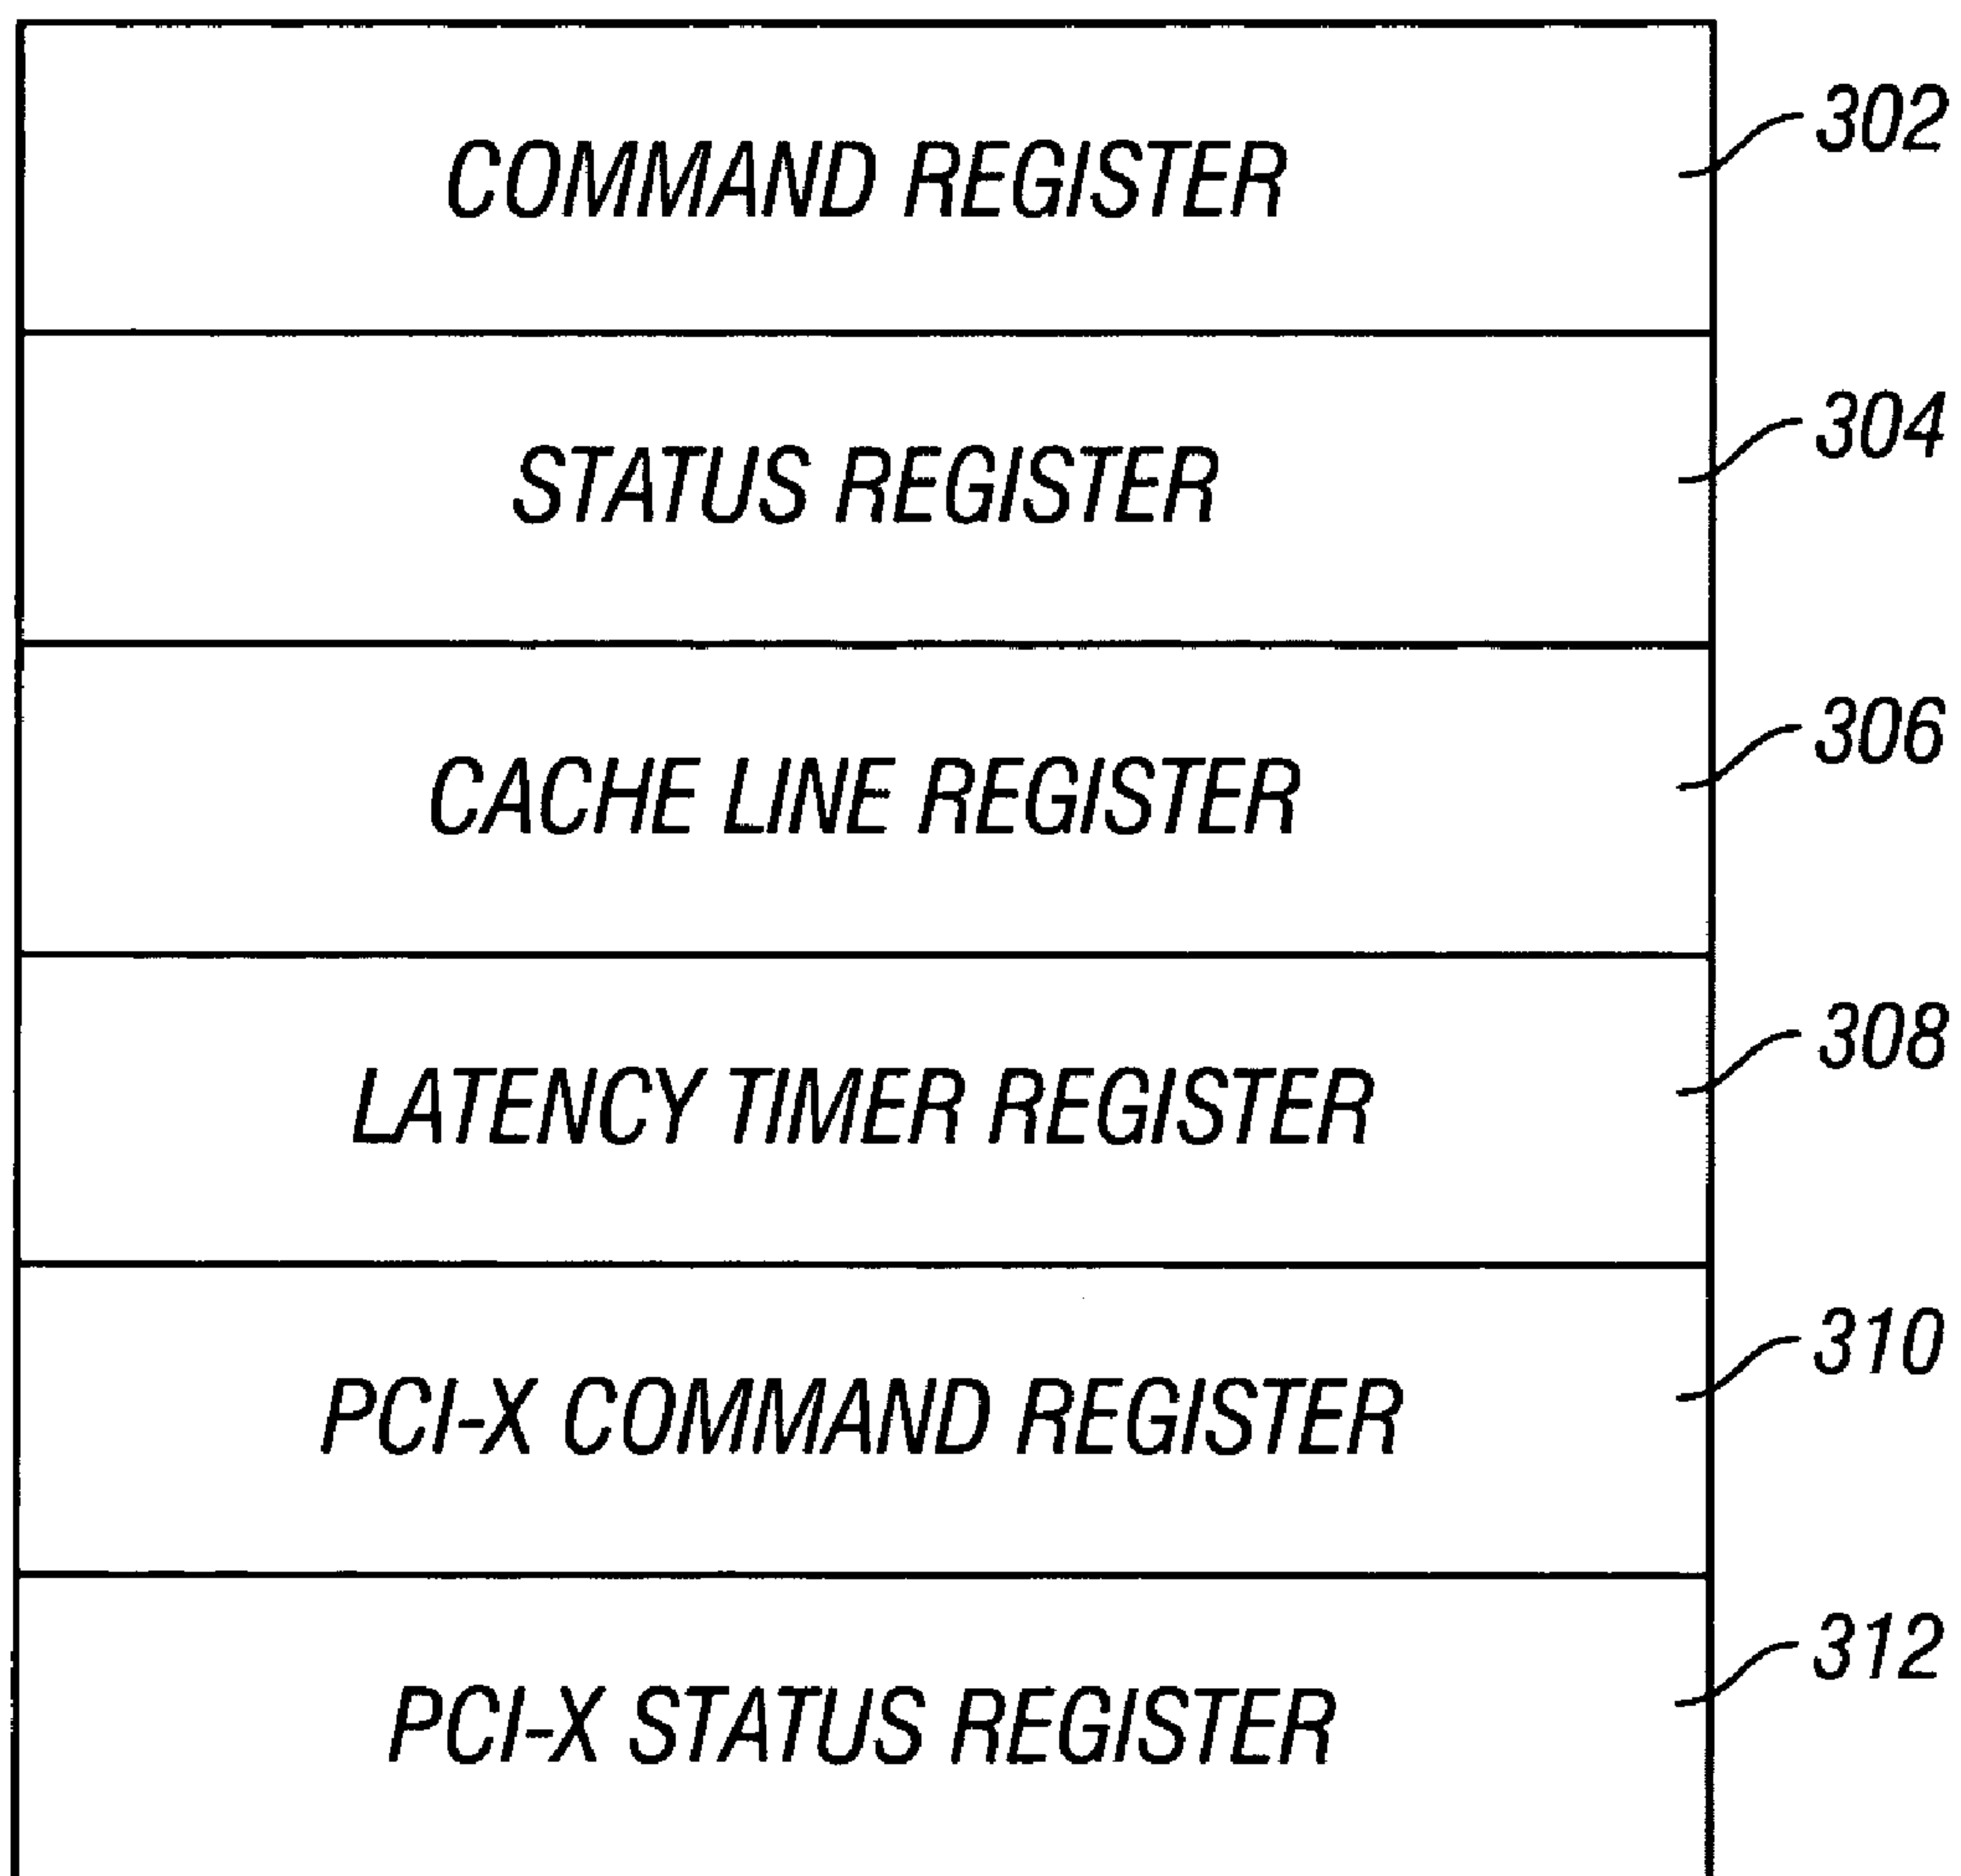 COMMAND REGISTER 302
STATUS REGISTER 304
CACHE LINE REGISTER 306
LATENCY TIMER REGISTER 308
PCI-X COMMAND REGISTER 310
PCI-X STATUS REGISTER 312